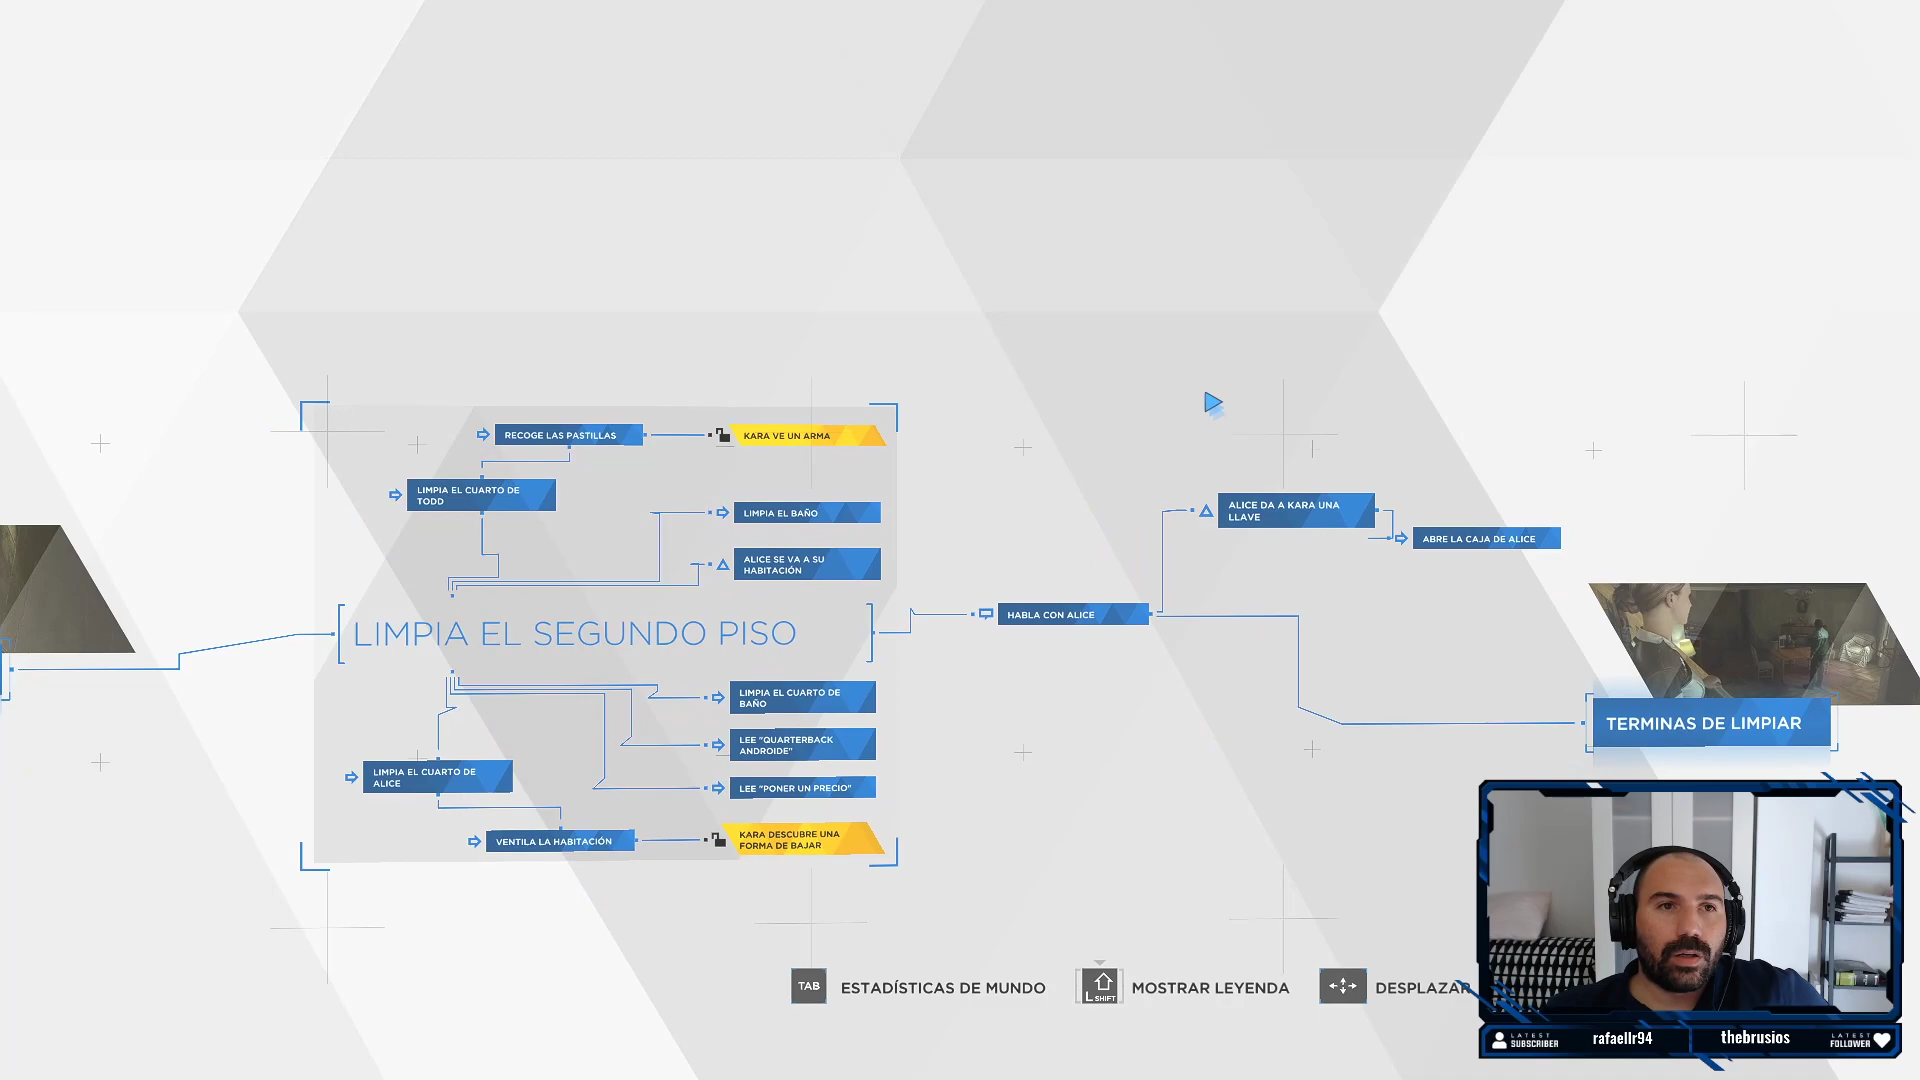 RECOGE LAS PASTILLAS
KARA VE UN ARMA
LIMPIA EL CUARTO DE
TODD
LIMPIA EL BAÑO
ALICE SE VA A SU
HABITACIÓN
LIMPIA EL SEGUNDO PISO
LIMPIA EL CUARTO DE
BAÑO
LEE "QUARTERBACK
ANDROIDE"
LIMPIA EL CUARTO DE
ALICE
LEE "PONER UN PRECIO"
VENTILA LA HABITACIÓN
KARA DESCUBRE UNA
FORMA DE BAJAR
HABLA CON ALICE
ALICE DA A KARA UNA
LLAVE
ABRE LA CAJA DE ALICE
TERMINAS DE LIMPIAR
TAB ESTADÍSTICAS DE MUNDO
L SHIFT MOSTRAR LEYENDA
DESPLAZAR
LATEST
SUBSCRIBER
rafaellr94
thebrusios
LATEST
FOLLOWER